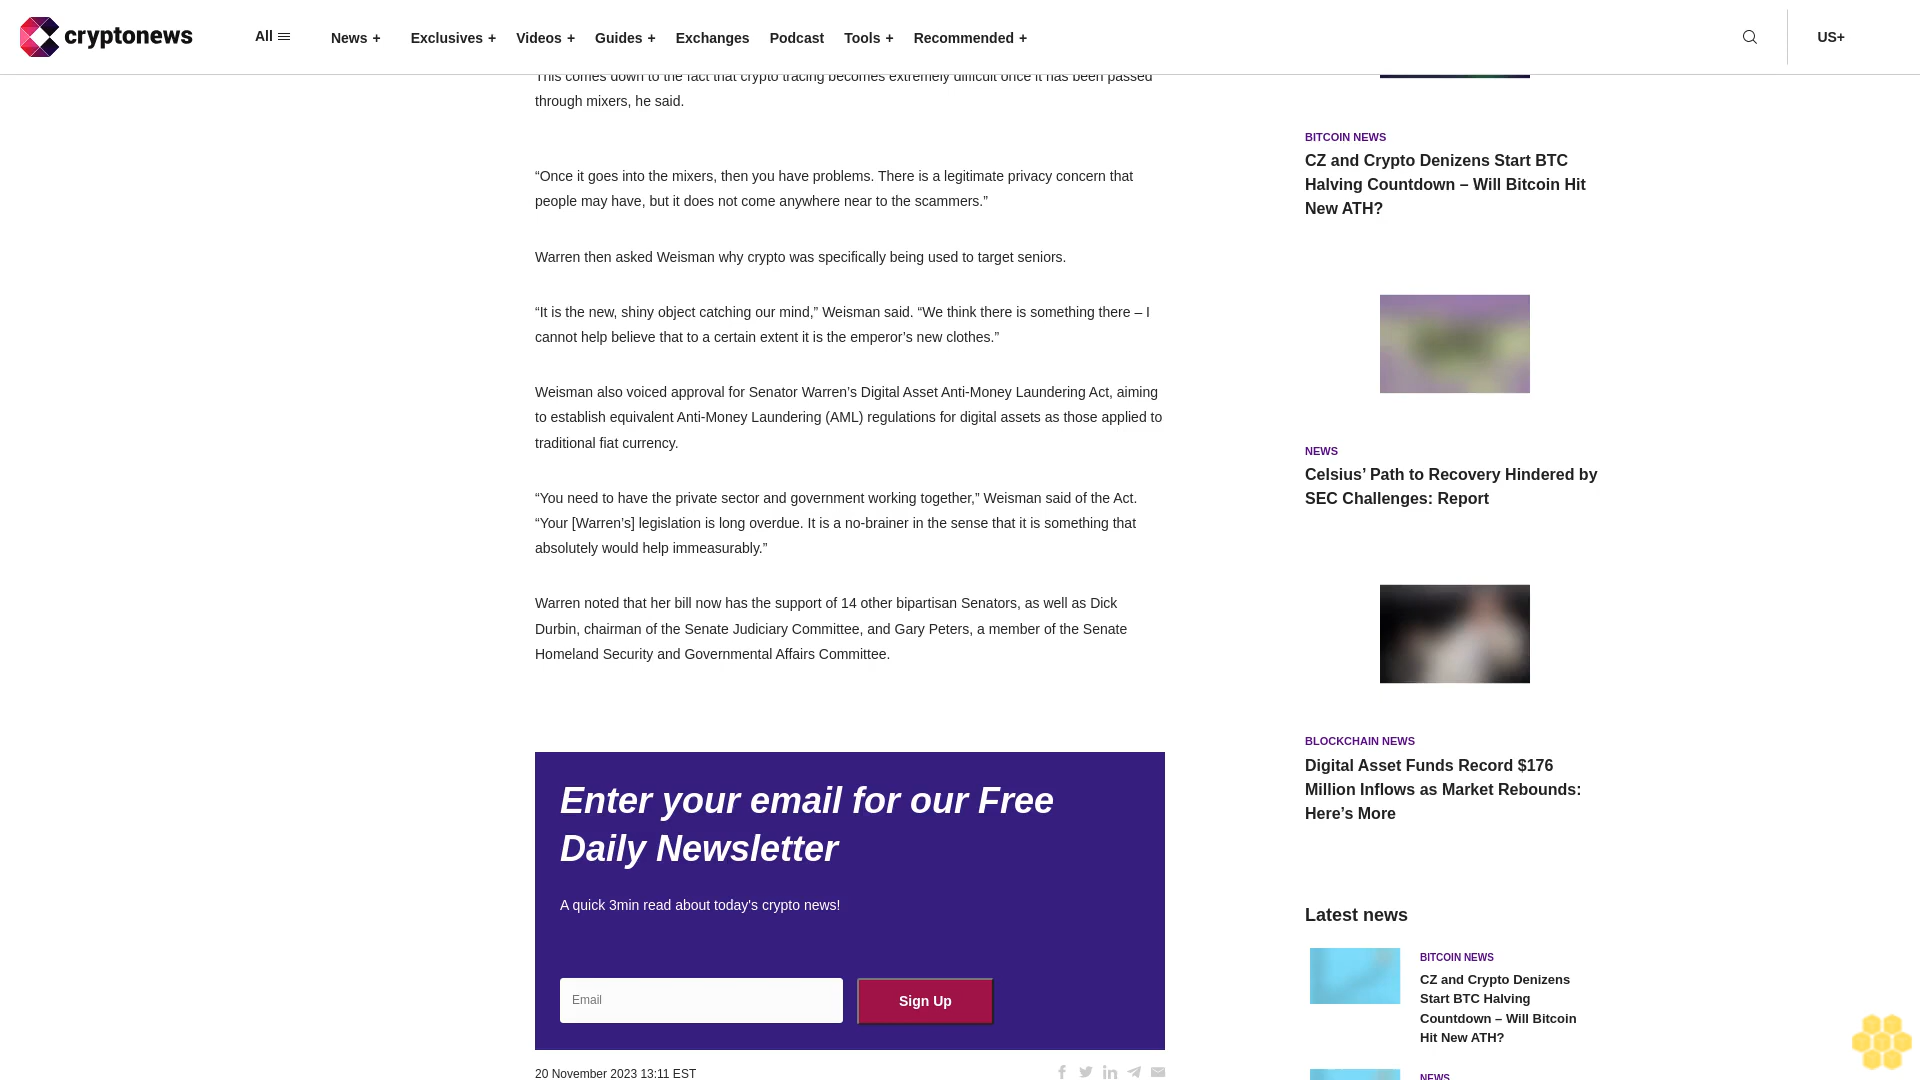 cryptonews
All
News +
Exclusives +
Videos +
Guides +
Exchanges
Podcast
Tools +
Recommended +
US+
This comes down to the fact that crypto tracing becomes extremely difficult once it has been passed
through mixers, he said.
“Once it goes into the mixers, then you have problems. There is a legitimate privacy concern that
people may have, but it does not come anywhere near to the scammers.”
Warren then asked Weisman why crypto was specifically being used to target seniors.
“It is the new, shiny object catching our mind,” Weisman said. “We think there is something there – I
cannot help believe that to a certain extent it is the emperor’s new clothes.”
Weisman also voiced approval for Senator Warren’s Digital Asset Anti-Money Laundering Act, aiming
to establish equivalent Anti-Money Laundering (AML) regulations for digital assets as those applied to
traditional fiat currency.
“You need to have the private sector and government working together,” Weisman said of the Act.
“Your [Warren’s] legislation is long overdue. It is a no-brainer in the sense that it is something that
absolutely would help immeasurably.”
Warren noted that her bill now has the support of 14 other bipartisan Senators, as well as Dick
Durbin, chairman of the Senate Judiciary Committee, and Gary Peters, a member of the Senate
Homeland Security and Governmental Affairs Committee.
Enter your email for our Free
Daily Newsletter
A quick 3min read about today's crypto news!
Email
Sign Up
20 November 2023 13:11 EST
BITCOIN NEWS
CZ and Crypto Denizens Start BTC
Halving Countdown – Will Bitcoin Hit
New ATH?
NEWS
Celsius’ Path to Recovery Hindered by
SEC Challenges: Report
BLOCKCHAIN NEWS
Digital Asset Funds Record $176
Million Inflows as Market Rebounds:
Here’s More
Latest news
BITCOIN NEWS
CZ and Crypto Denizens
Start BTC Halving
Countdown – Will Bitcoin
Hit New ATH?
NEWS